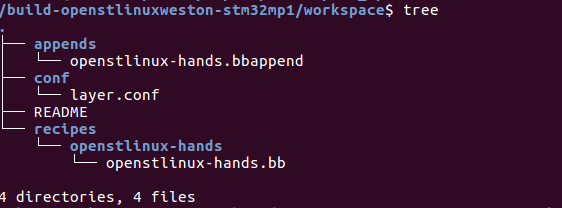 /build-openstlinuxweston-stm32mp1/workspace$ tree
.
├── appends
│   └── openstlinux-hands.bbappend
├── conf
│   └── layer.conf
├── README
└── recipes
    └── openstlinux-hands
        └── openstlinux-hands.bb
4 directories, 4 files